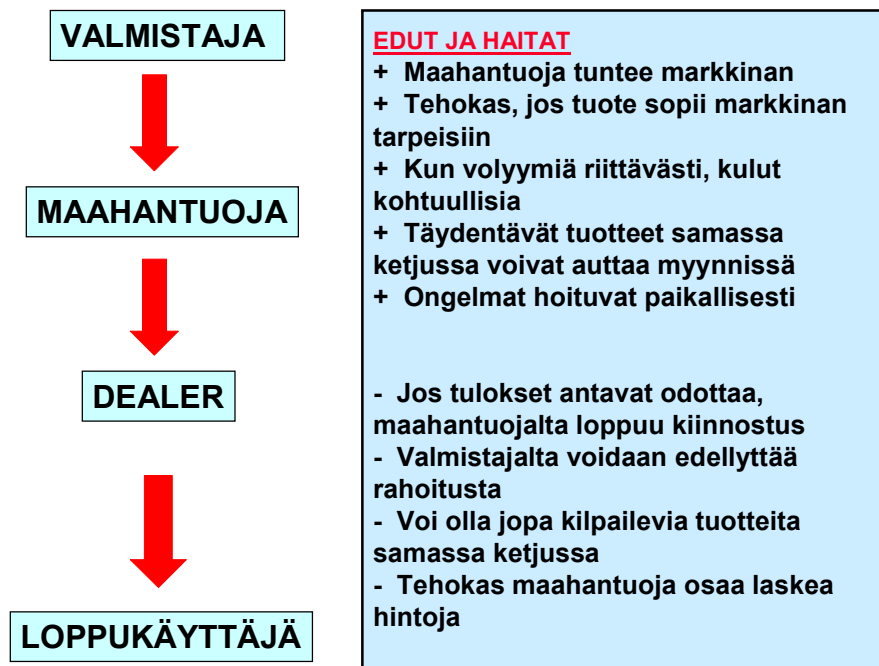 VALMISTAJA
MAAHANTUOJA
DEALER
LOPPUKÄYTTÄJÄ
EDUT JA HAITAT
+ Maahantuoja tuntee markkinan
+ Tehokas, jos tuote sopii markkinan
tarpeisiin
+ Kun volyymiä riittävästi, kulut
kohtuullisia
+ Täydentävät tuotteet samassa
ketjussa voivat auttaa myynnissä
+ Ongelmat hoituvat paikallisesti
- Jos tulokset antavat odottaa,
maahantuojalta loppuu kiinnostus
- Valmistajalta voidaan edellyttää
rahoitusta
- Voi olla jopa kilpailevia tuotteita
samassa ketjussa
- Tehokas maahantuoja osaa laskea
hintoja